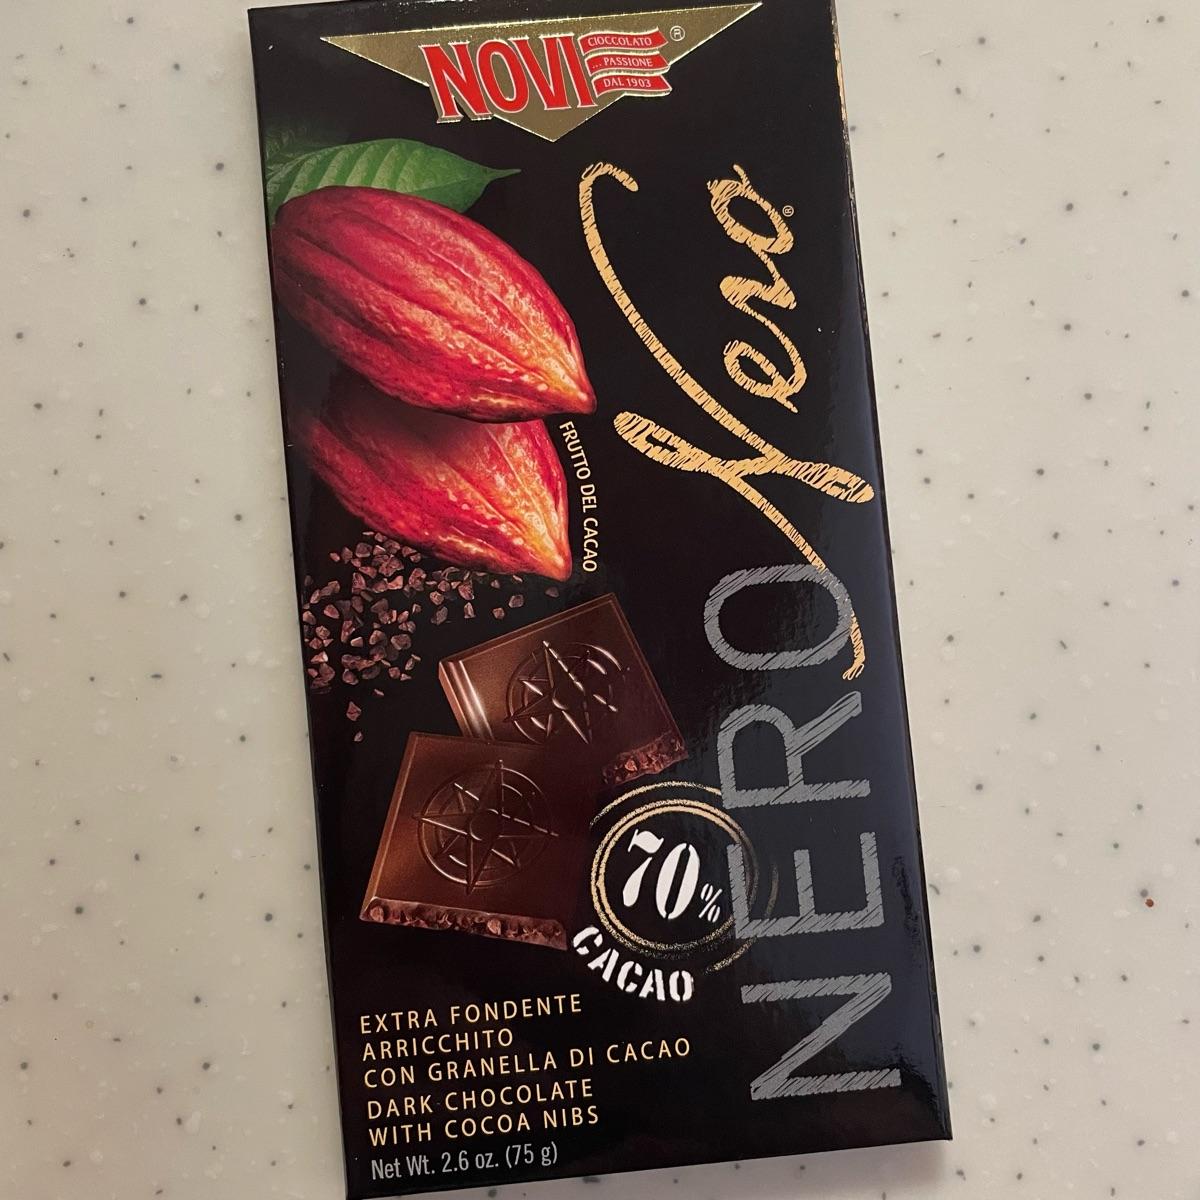 NOVI
CIOCCOLATO
... PASSIONE
DAL 1903
®
Nero
®
NERO
FRUTTO DEL CACAO
70%
CACAO
EXTRA FONDENTE
ARRICCHITO
CON GRANELLA DI CACAO
DARK CHOCOLATE
WITH COCOA NIBS
Net Wt. 2.6 oz. (75 g)